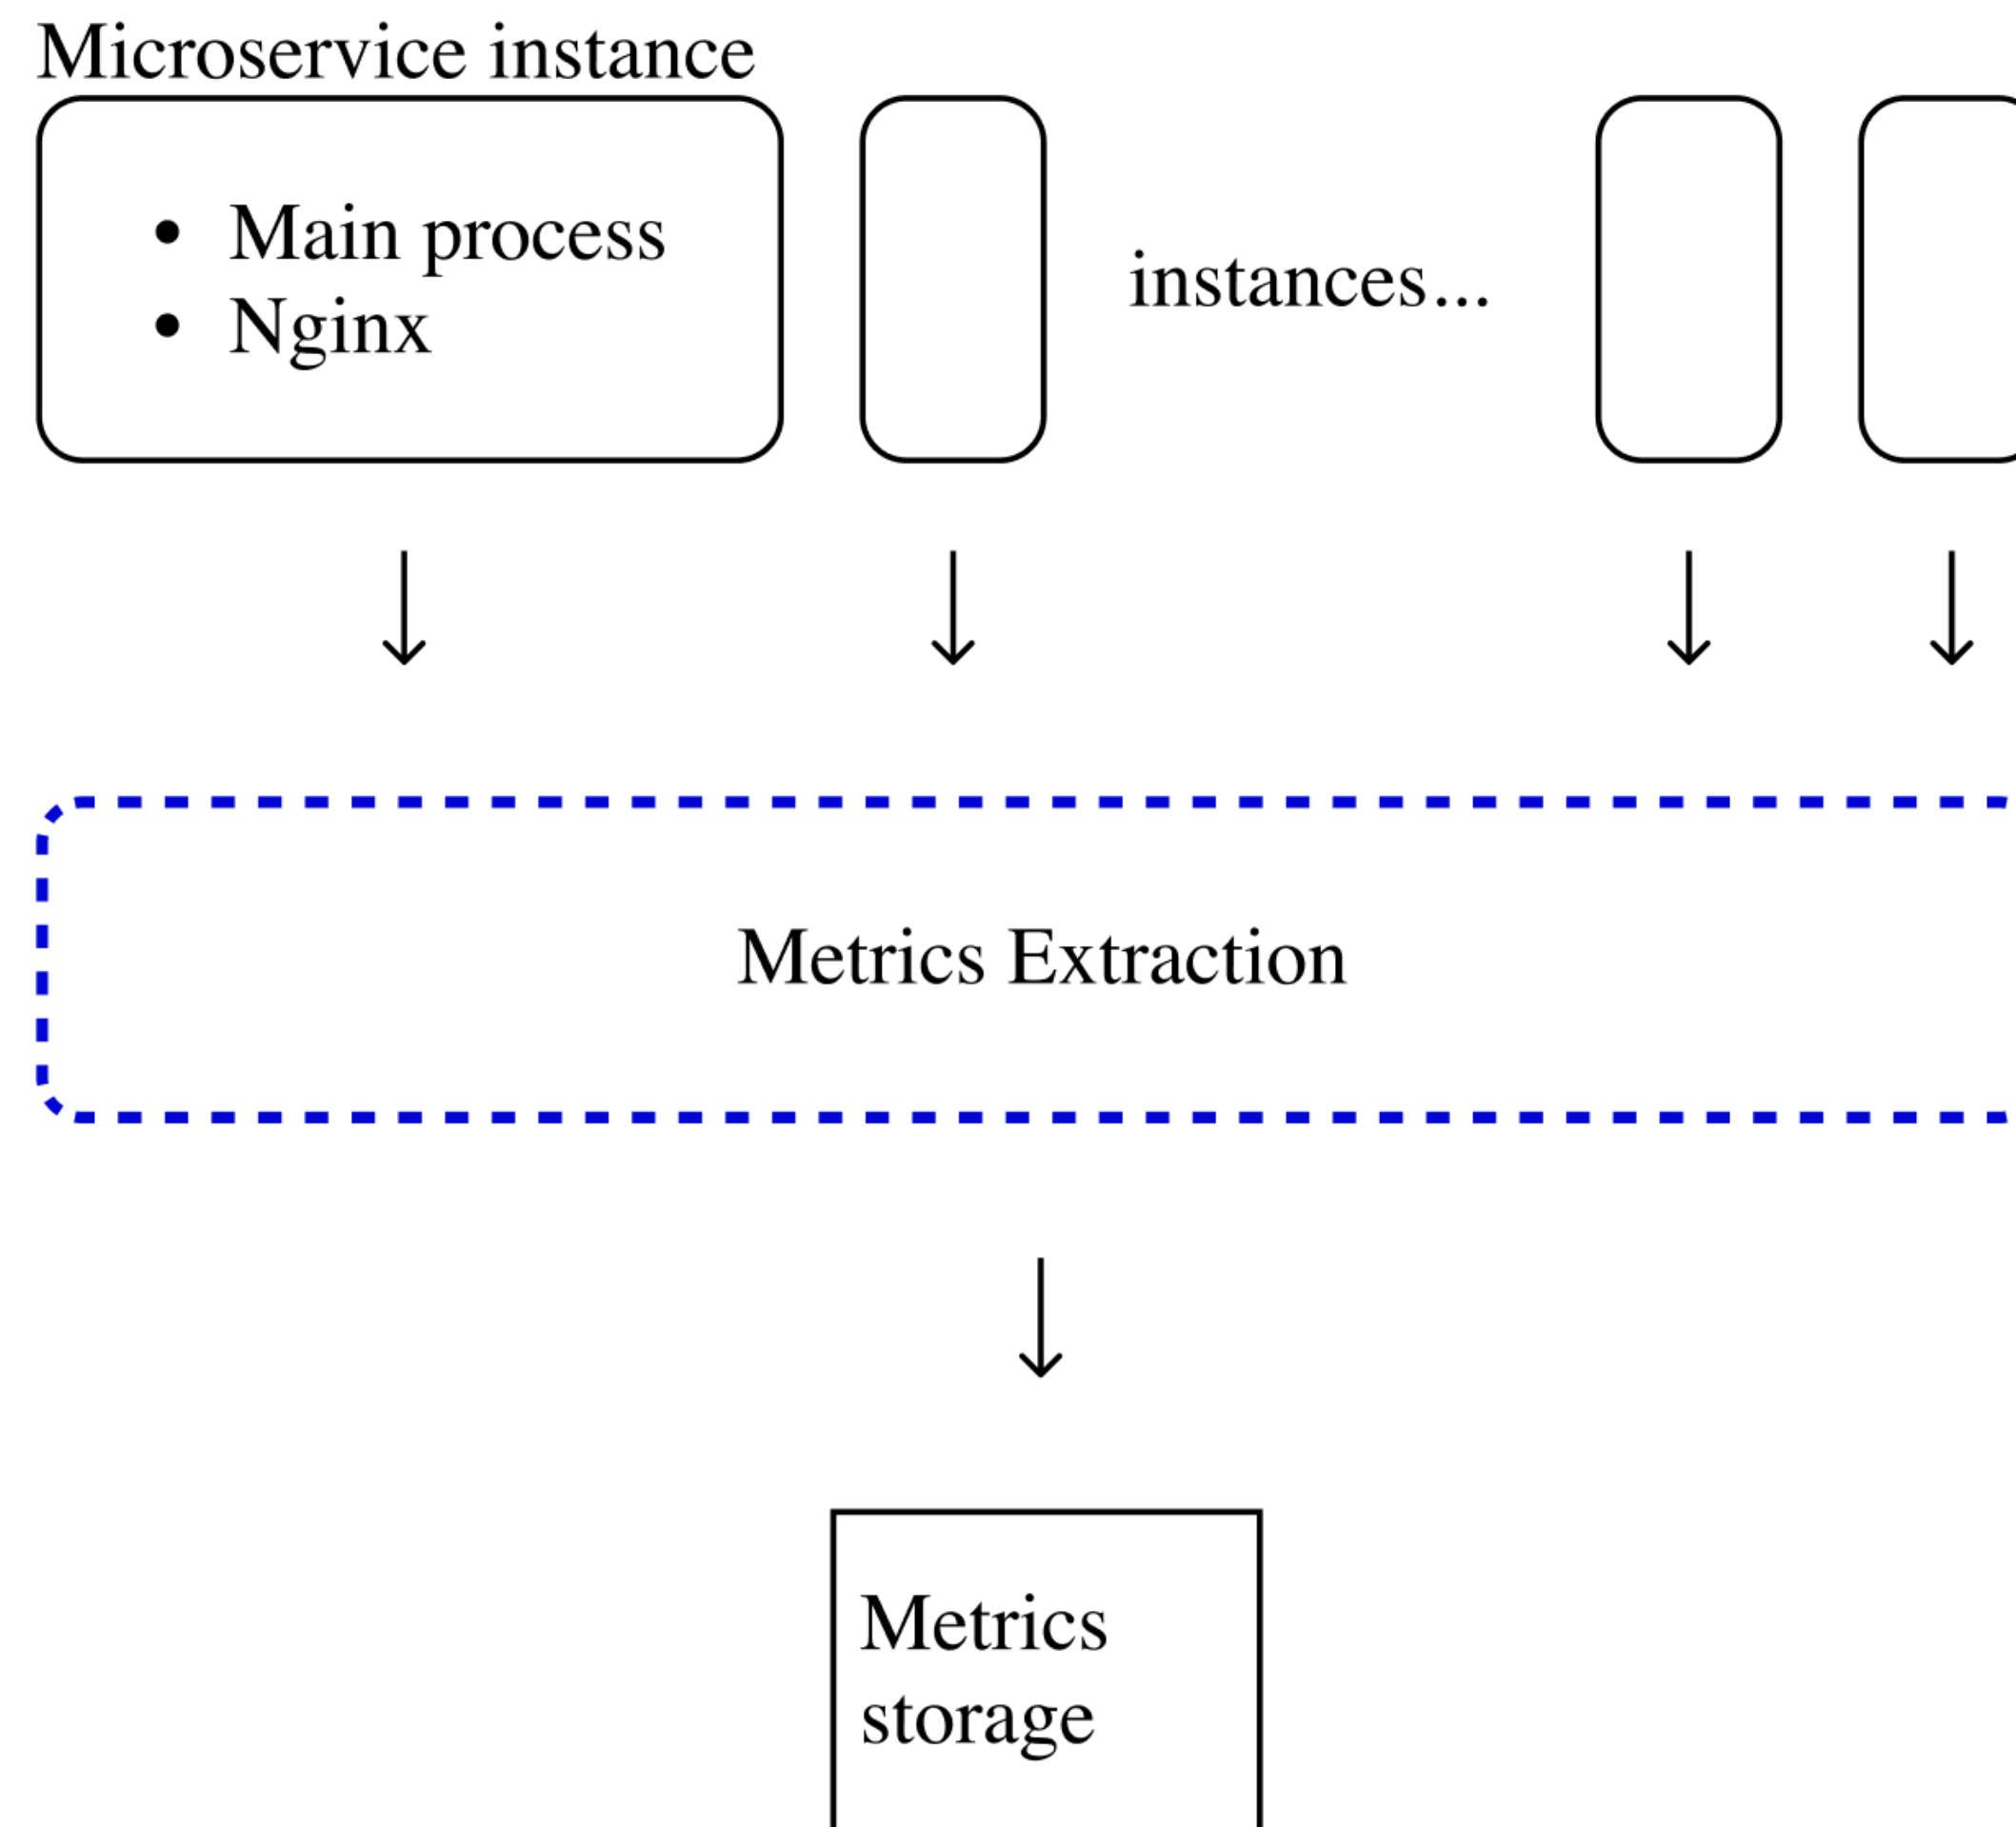 Microservice instance
• Main process
• Nginx
instances...
Metrics Extraction
Metrics
storage